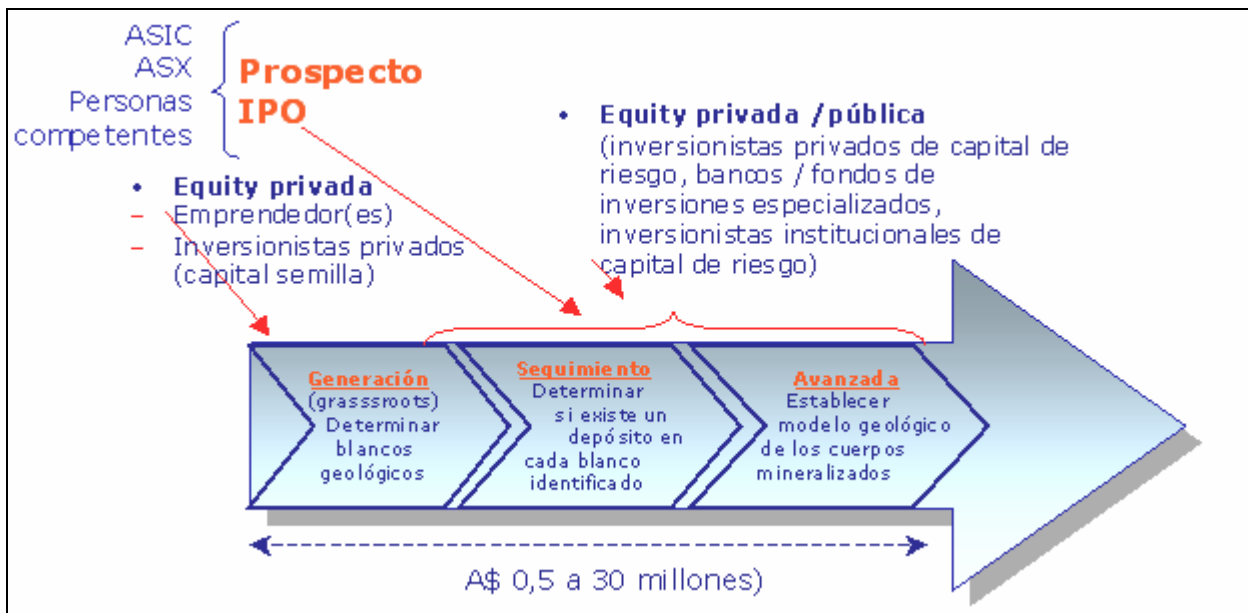 ASIC
ASX
Personas
competentes
Prospecto
IPO
• Equity privada
– Emprendedor(es)
– Inversionistas privados
(capital semilla)
• Equity privada /pública
(inversionistas privados de capital de
riesgo, bancos / fondos de
inversiones especializados,
inversionistas institucionales de
capital de riesgo)
Generación
(grasssroots)
Determinar
blancos
geológicos
Seguimiento
Determinar
si existe un
depósito en
cada blanco
identificado
Avanzada
Establecer
modelo geológico
de los cuerpos
mineralizados
A$ 0,5 a 30 millones)